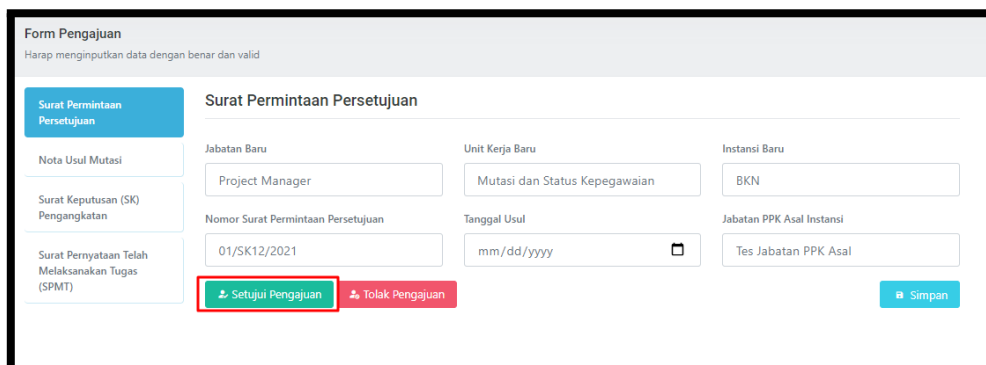 Form Pengajuan
Harap menginputkan data dengan benar dan valid
Surat Permintaan
Persetujuan
Nota Usul Mutasi
Surat Keputusan (SK)
Pengangkatan
Surat Pernyataan Telah
Melaksanakan Tugas
(SPMT)
Surat Permintaan Persetujuan
Jabatan Baru
Unit Kerja Baru
Instansi Baru
Project Manager
Mutasi dan Status Kepegawaian
BKN
Nomor Surat Permintaan Persetujuan
Tanggal Usul
Jabatan PPK Asal Instansi
01/SK12/2021
mm/dd/yyyy
Tes Jabatan PPK Asal
Setujui Pengajuan
Tolak Pengajuan
Simpan